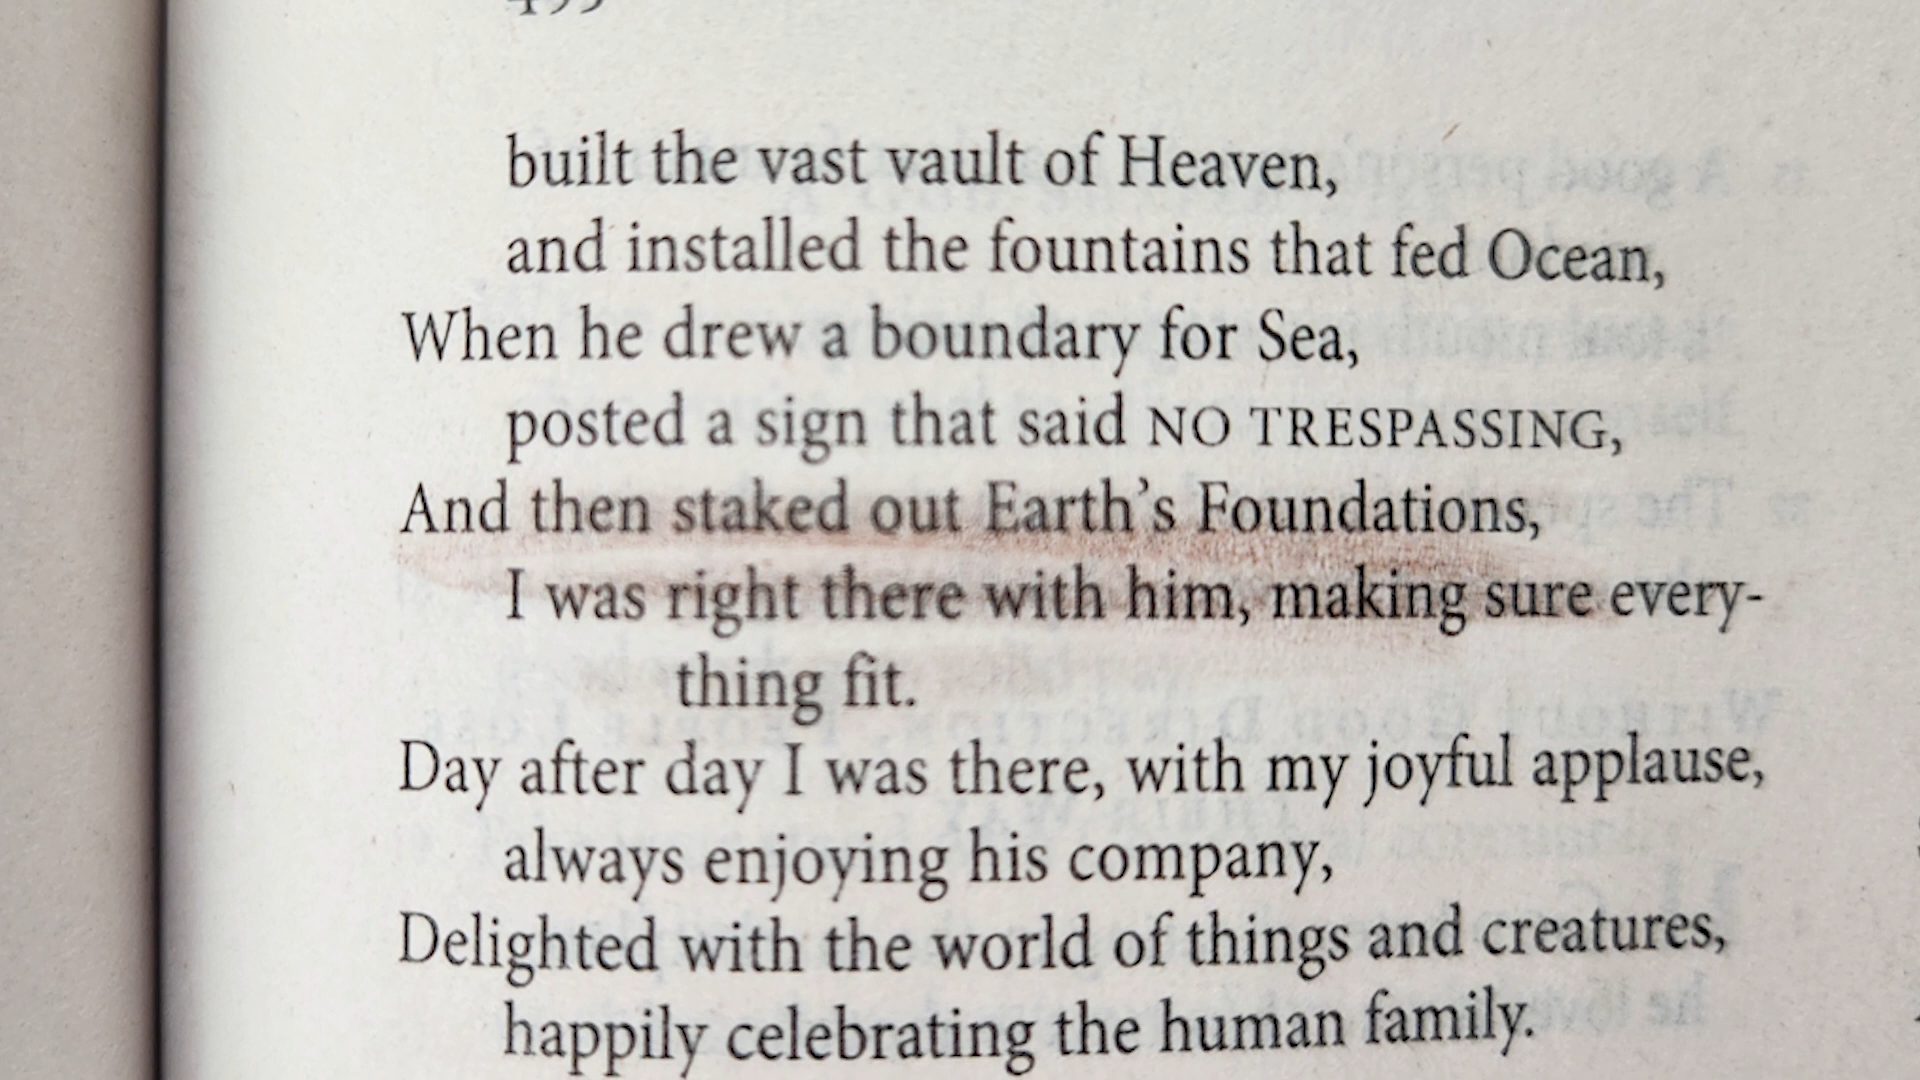 built the vast vault of Heaven,
and installed the fountains that fed Ocean,
When he drew a boundary for Sea,
posted a sign that said NO TRESPASSING,
And then staked out Earth's Foundations,
I was right there with him, making sure every-
thing fit.
Day after day I was there, with my joyful applause,
always enjoying his company,
Delighted with the world of things and creatures,
happily celebrating the human family.